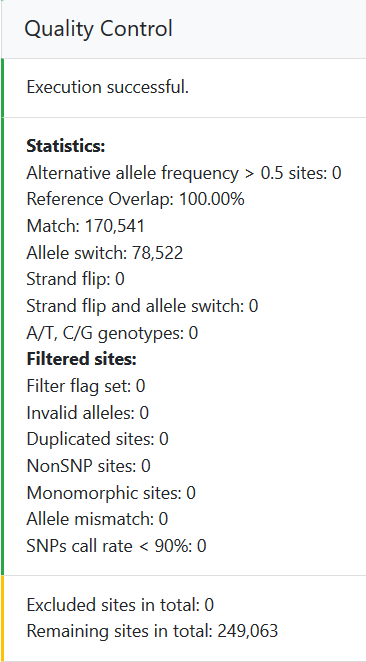 Quality Control
Execution successful.
Statistics:
Alternative allele frequency > 0.5 sites: 0
Reference Overlap: 100.00%
Match: 170,541
Allele switch: 78,522
Strand flip: 0
Strand flip and allele switch: 0
A/T, C/G genotypes: 0
Filtered sites:
Filter flag set: 0
Invalid alleles: 0
Duplicated sites: 0
NonSNP sites: 0
Monomorphic sites: 0
Allele mismatch: 0
SNPs call rate < 90%: 0
Excluded sites in total: 0
Remaining sites in total: 249,063